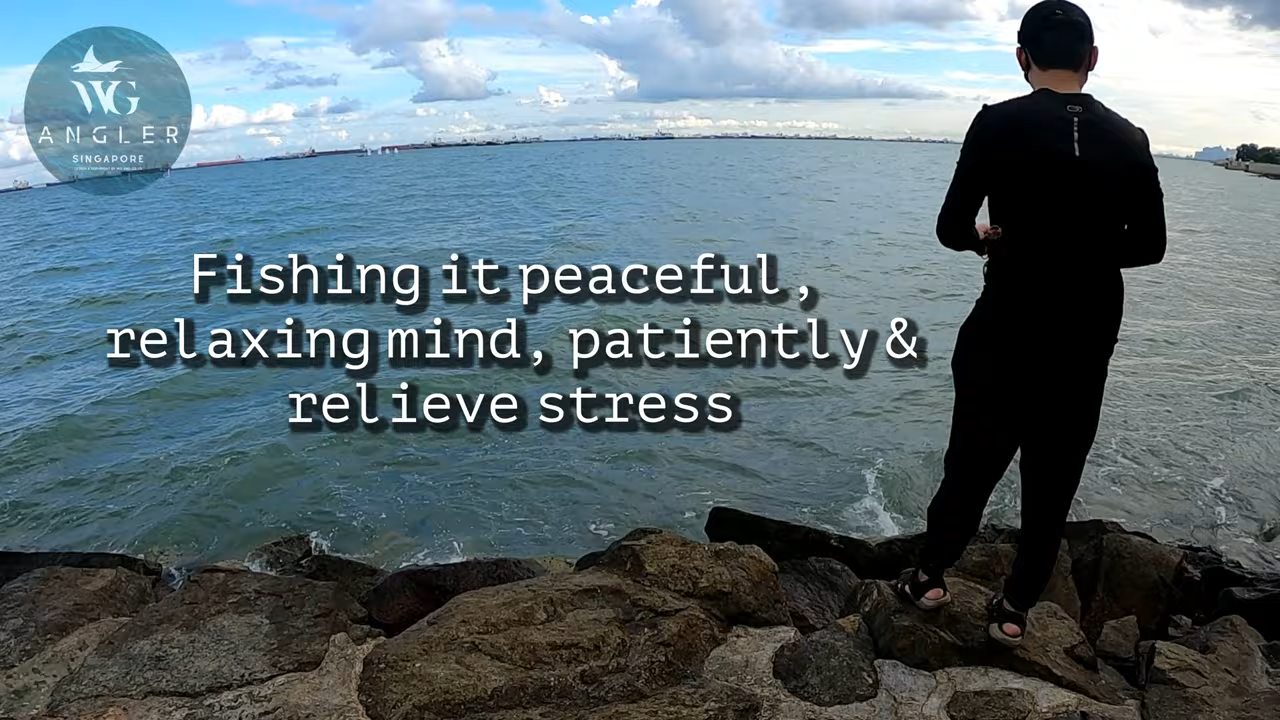 WG
ANGLER
SINGAPORE
Fishing it peaceful,
relaxing mind, patiently &
relieve stress